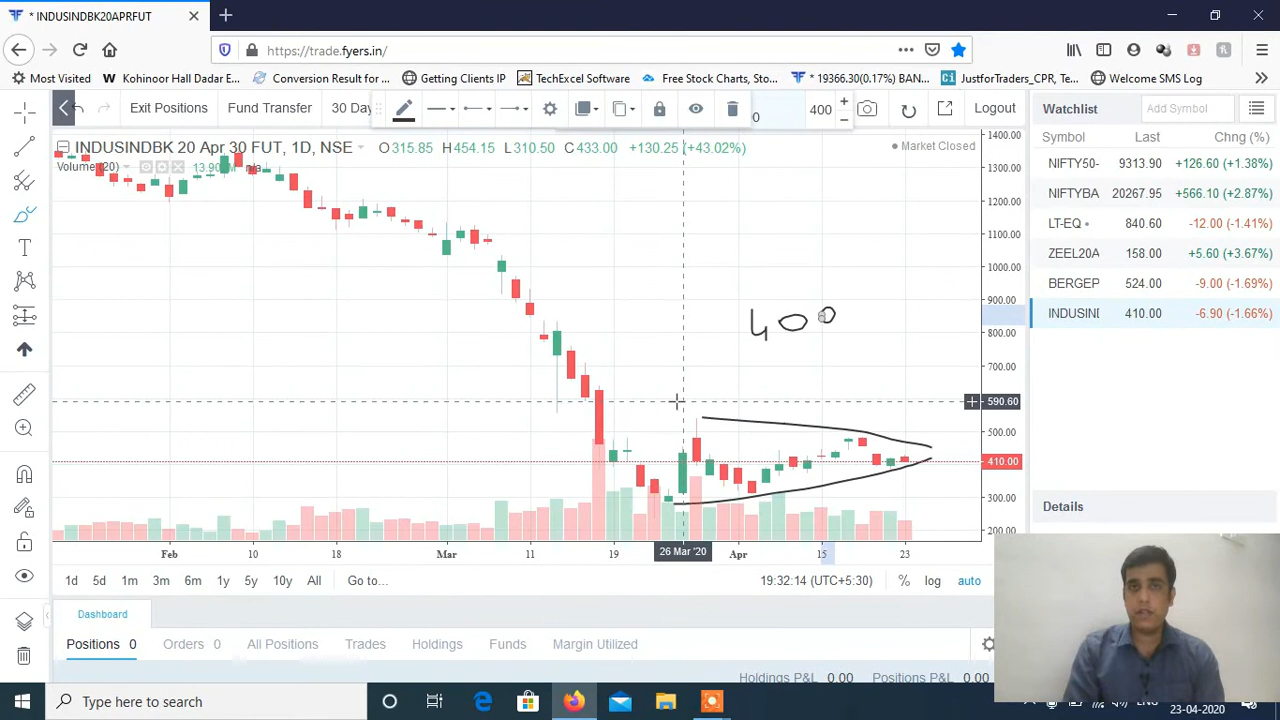 * INDUSINDBK20APRFUT
https://trade.fyers.in/
Most Visited
Kohinoor Hall Dadar E...
Conversion Result for ...
Getting Clients IP
TechExcel Software
Free Stock Charts, Sto...
* 19366.30(0.17%) BAN...
JustforTraders_CPR, Te...
Welcome SMS Log
Exit Positions
Fund Transfer
30 Day
400
Logout
Watchlist
Add Symbol
INDUSINDBK 20 Apr 30 FUT, 1D, NSE
O 315.85 H 454.15 L 310.50 C 433.00 +130.25 (+43.02%)
Market Closed
Volume (20)
n/a
Symbol Last Chng (%)
NIFTY50- 9313.90 +126.60 (+1.38%)
NIFTYBA 20267.95 +566.10 (+2.87%)
LT-EQ 840.60 -12.00 (-1.41%)
ZEEL20A 158.00 +5.60 (+3.67%)
BERGEP 524.00 -9.00 (-1.69%)
INDUSIND 410.00 -6.90 (-1.66%)
1400.00
1300.00
1200.00
1100.00
1000.00
900.00
800.00
700.00
590.60
500.00
410.00
300.00
200.00
400
Feb 10 18 Mar 11 19 26 Mar '20 Apr 15 23
Details
1d 5d 1m 3m 6m 1y 5y 10y All Go to...
19:32:14 (UTC+5:30) % log auto
Dashboard
Positions 0 Orders 0 All Positions Trades Holdings Funds Margin Utilized
Holdings P&L 0.00 Positions P&L 0.00
Type here to search
23-04-2020